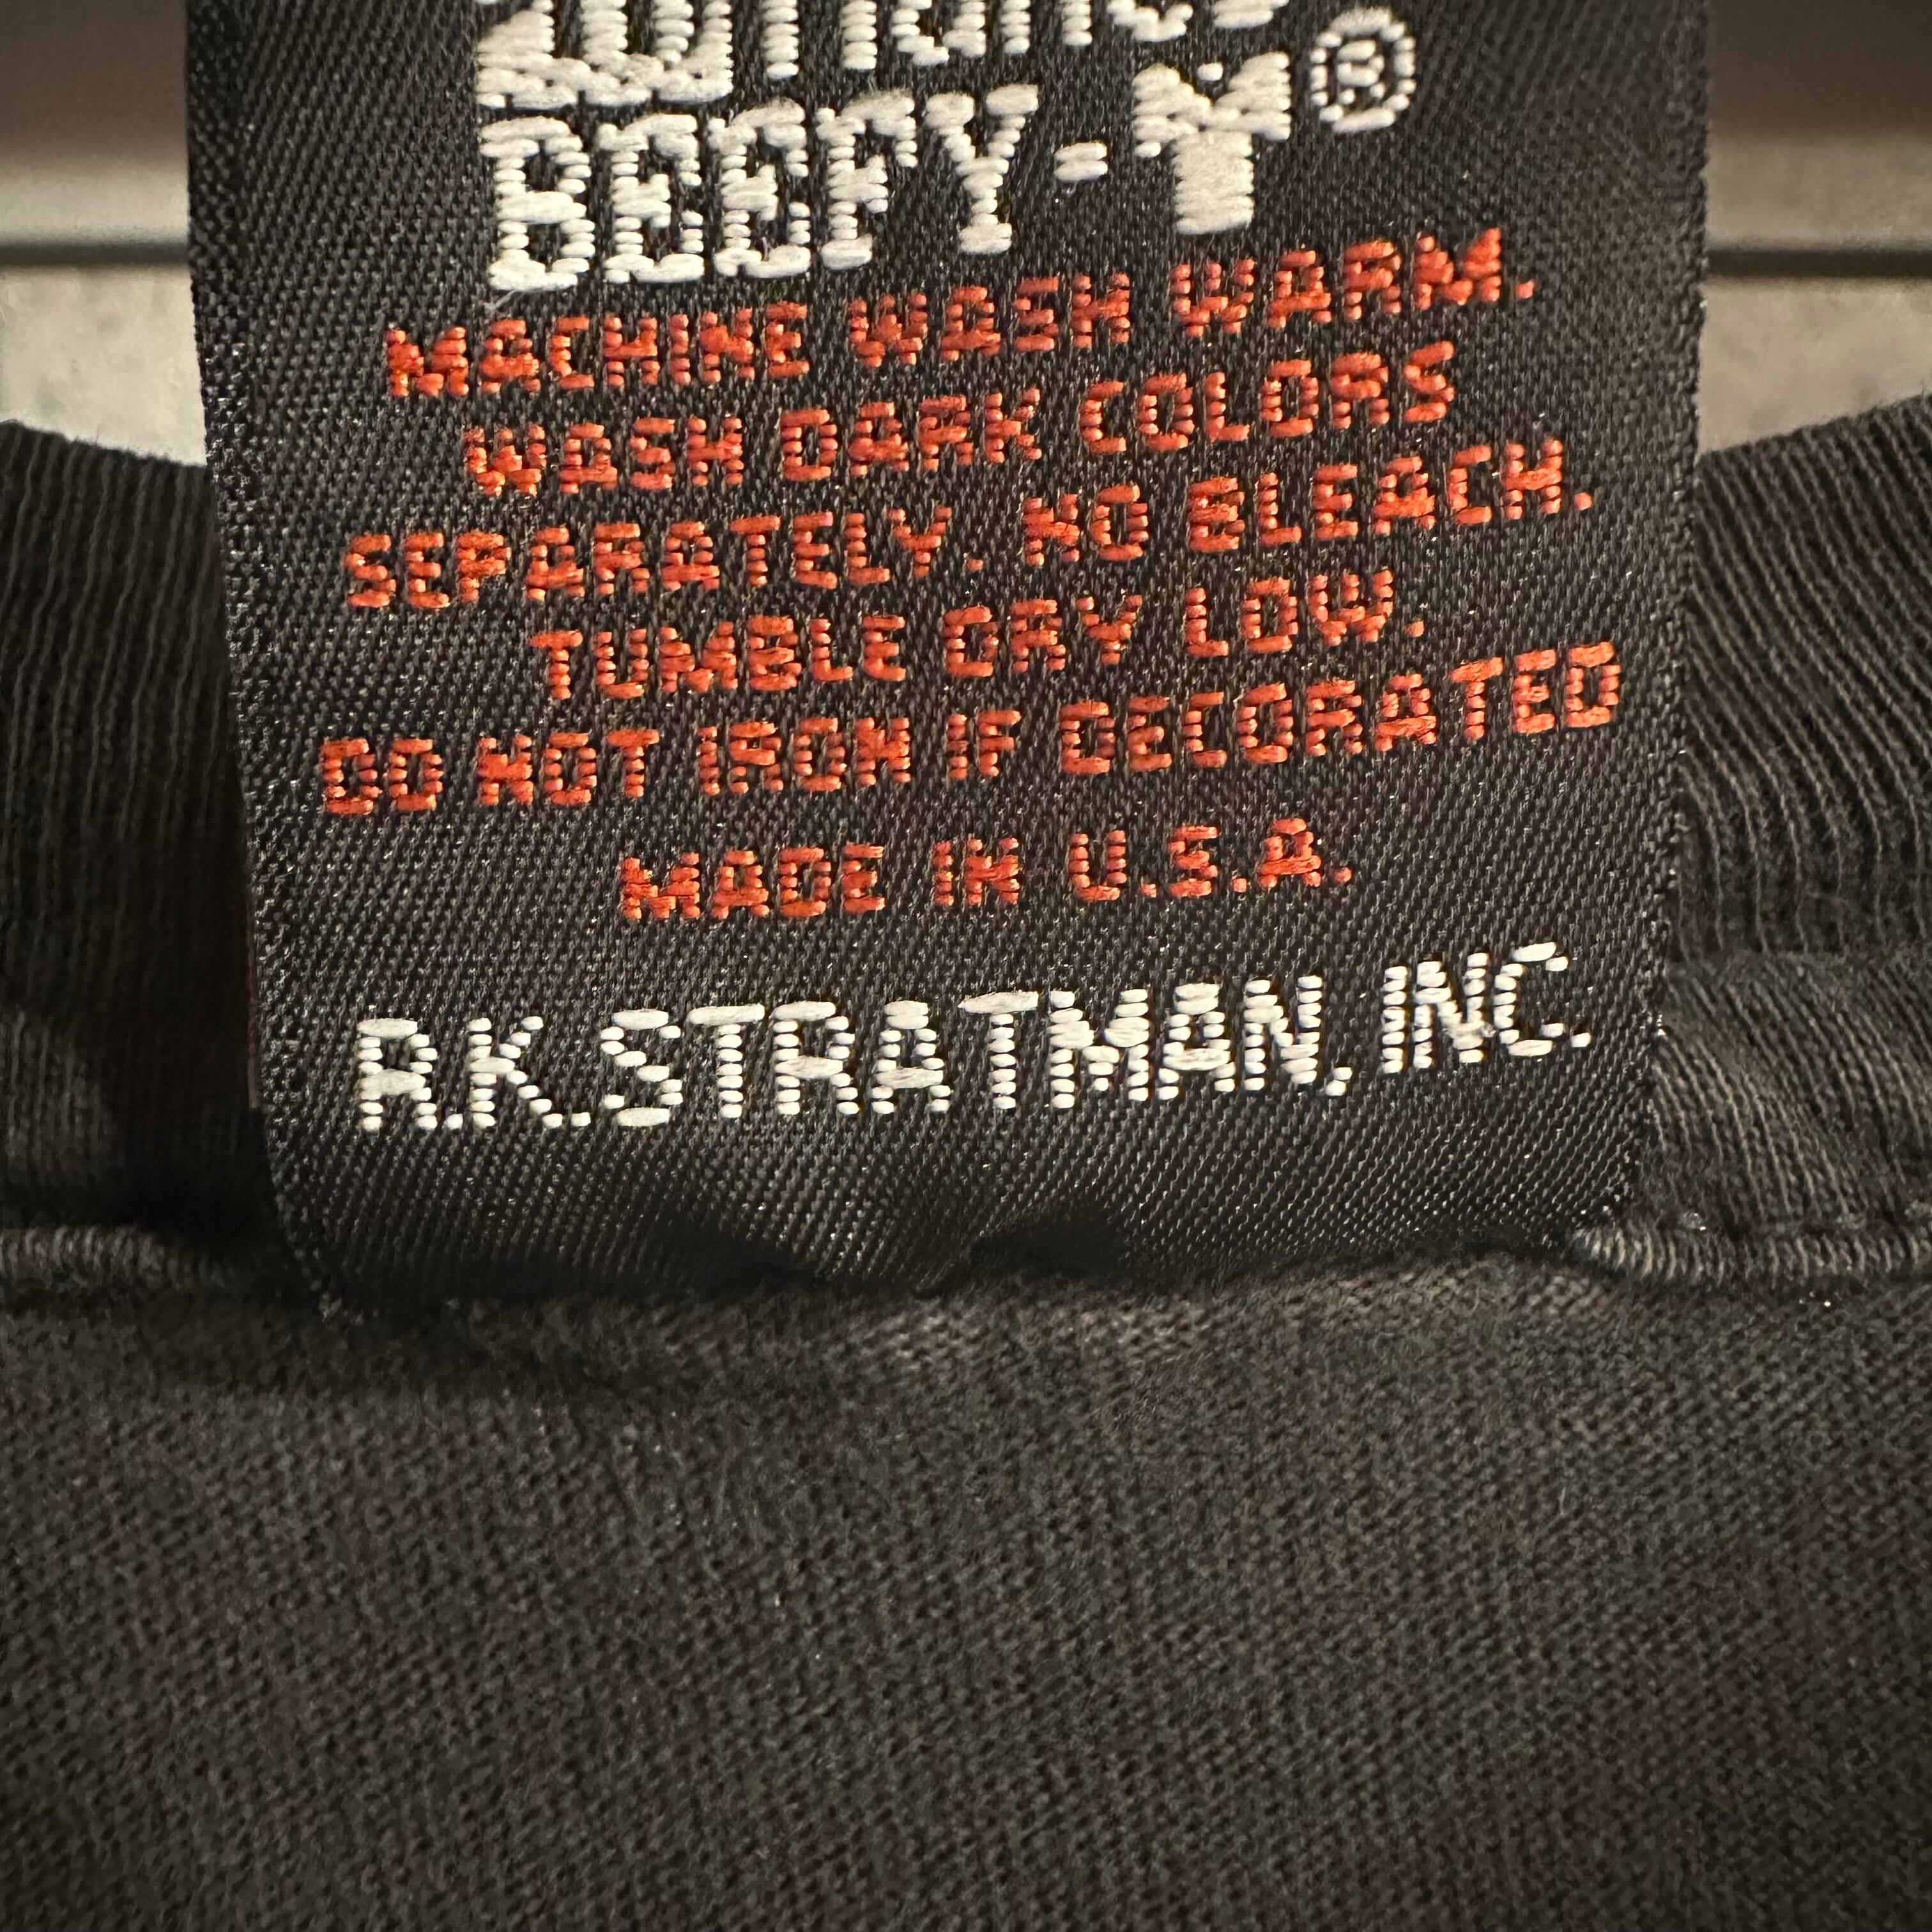 Hanes
BEEFY-T®
MACHINE WASH WARM.
WASH DARK COLORS
SEPARATELY. NO BLEACH.
TUMBLE DRY LOW.
DO NOT IRON IF DECORATED
MADE IN U.S.A.
R.K. STRATMAN, INC.